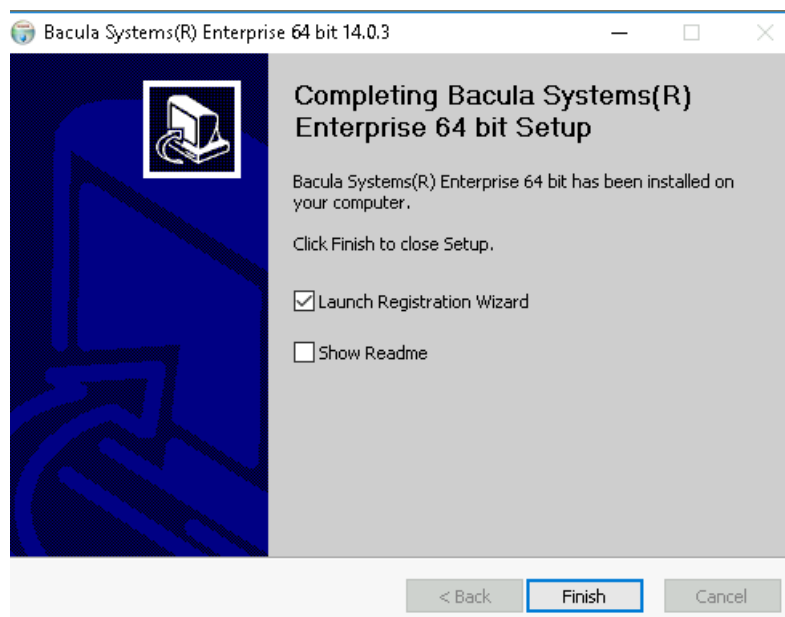 Bacula Systems(R) Enterprise 64 bit 14.0.3
Completing Bacula Systems(R)
Enterprise 64 bit Setup
Bacula Systems(R) Enterprise 64 bit has been installed on
your computer.
Click Finish to close Setup.
Launch Registration Wizard
Show Readme
< Back Finish Cancel